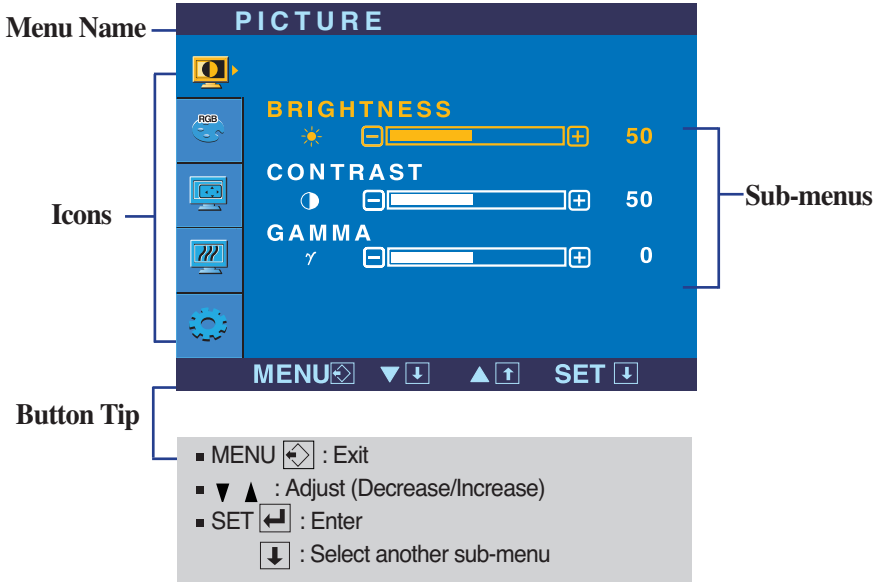 Menu Name
PICTURE
RGB
BRIGHTNESS
50
CONTRAST
50
GAMMA
γ 0
Icons
Sub-menus
MENU ▼ ⬇ ▲ ⬆ SET ⬇
Button Tip
▪ MENU : Exit
▪ ▼ ▲ : Adjust (Decrease/Increase)
▪ SET ↵ : Enter
⬇ : Select another sub-menu